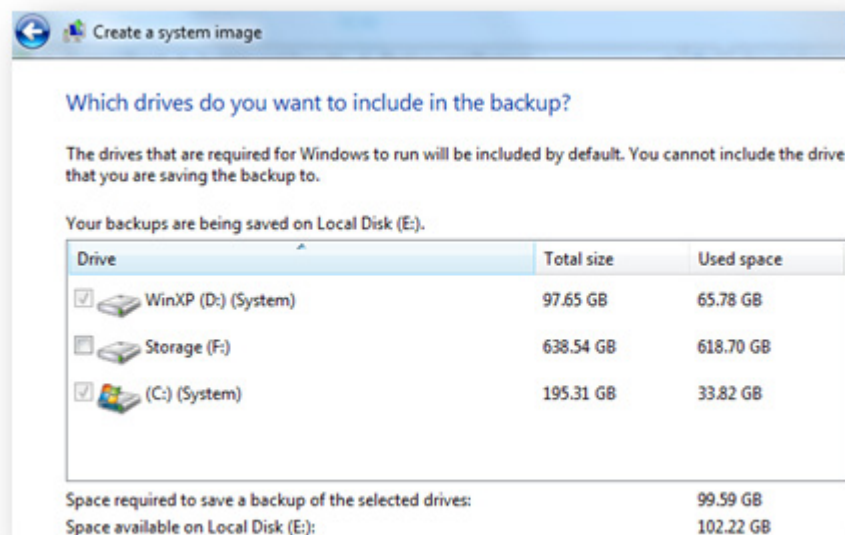 Create a system image
Which drives do you want to include in the backup?
The drives that are required for Windows to run will be included by default. You cannot include the drive
that you are saving the backup to.
Your backups are being saved on Local Disk (E:).
Drive Total size Used space
WinXP (D:) (System) 97.65 GB 65.78 GB
Storage (F:) 638.54 GB 618.70 GB
(C:) (System) 195.31 GB 33.82 GB
Space required to save a backup of the selected drives: 99.59 GB
Space available on Local Disk (E:): 102.22 GB